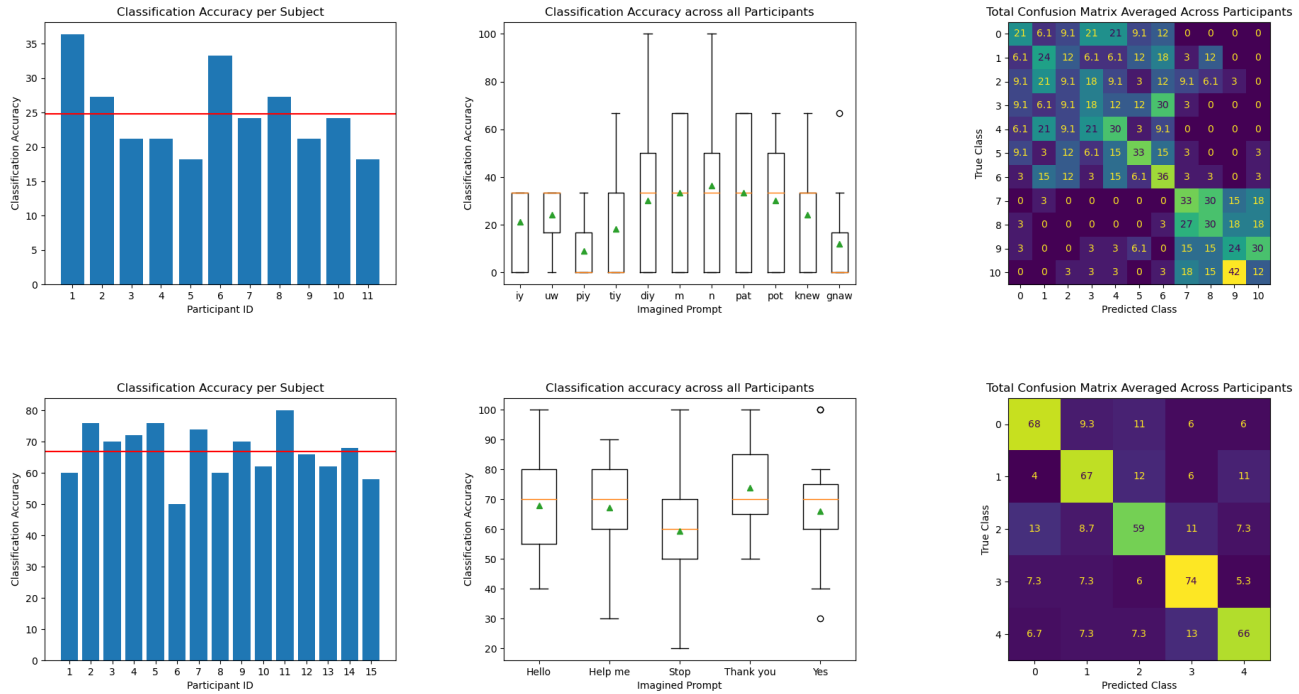 Classification Accuracy per Subject
Classification Accuracy
35
30
25
20
15
10
5
0
1 2 3 4 5 6 7 8 9 10 11
Participant ID
Classification Accuracy across all Participants
Classification Accuracy
100
80
60
40
20
0
iy uw piy tiy diy m n pat pot knew gnaw
Imagined Prompt
Total Confusion Matrix Averaged Across Participants
True Class
0 21 6.1 9.1 21 21 9.1 12 0 0 0 0
1 6.1 24 12 6.1 6.1 12 18 3 12 0 0
2 9.1 21 9.1 18 9.1 3 12 9.1 6.1 3 0
3 9.1 6.1 9.1 18 12 12 30 3 0 0 0
4 6.1 21 9.1 21 30 3 9.1 0 0 0 0
5 9.1 3 12 6.1 15 33 15 3 0 0 3
6 3 15 12 3 15 6.1 36 3 3 0 3
7 0 3 0 0 0 0 0 33 30 15 18
8 3 0 0 0 0 0 3 27 30 18 18
9 3 0 0 3 3 6.1 0 15 15 24 30
10 0 0 3 3 3 0 3 18 15 42 12
0 1 2 3 4 5 6 7 8 9 10
Predicted Class
Classification Accuracy per Subject
Classification Accuracy
80
70
60
50
40
30
20
10
0
1 2 3 4 5 6 7 8 9 10 11 12 13 14 15
Participant ID
Classification accuracy across all Participants
Classification Accuracy
100
90
80
70
60
50
40
30
20
Hello Help me Stop Thank you Yes
Imagined Prompt
Total Confusion Matrix Averaged Across Participants
True Class
0 68 9.3 11 6 6
1 4 67 12 6 11
2 13 8.7 59 11 7.3
3 7.3 7.3 6 74 5.3
4 6.7 7.3 7.3 13 66
0 1 2 3 4
Predicted Class